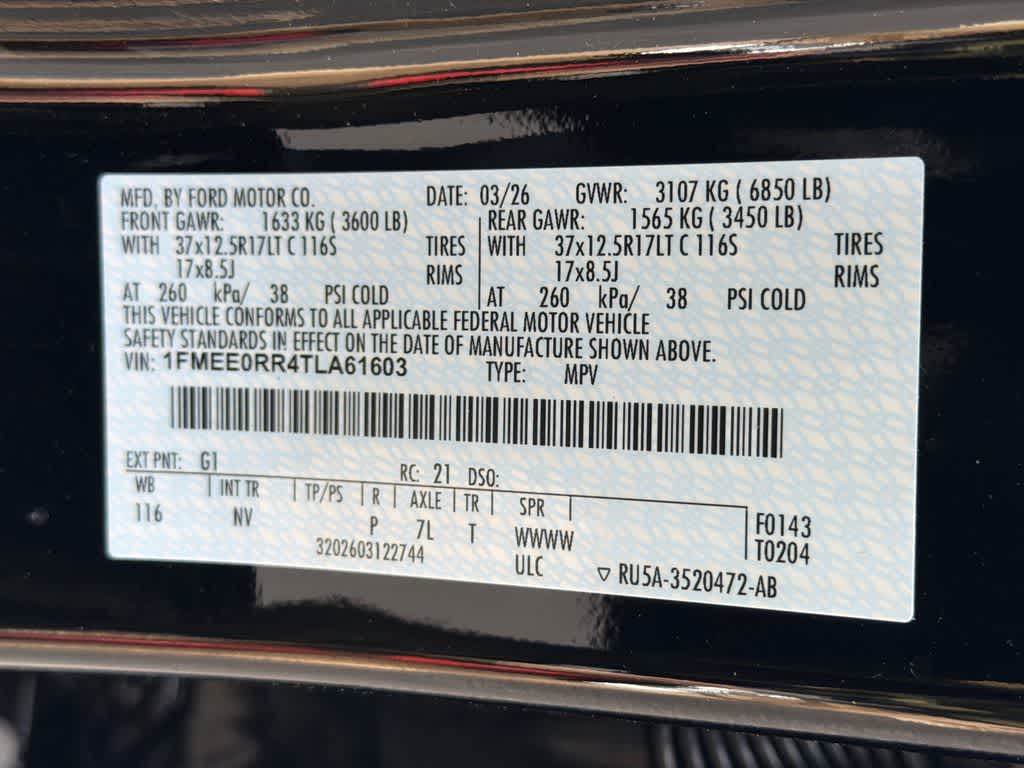 MFD. BY FORD MOTOR CO. DATE: 03/26 GVWR: 3107 KG ( 6850 LB)
FRONT GAWR: 1633 KG ( 3600 LB) REAR GAWR: 1565 KG ( 3450 LB)
WITH 37x12.5R17LT C 116S TIRES WITH 37x12.5R17LT C 116S TIRES
17x8.5J RIMS 17x8.5J RIMS
AT 260 kPa/ 38 PSI COLD AT 260 kPa/ 38 PSI COLD
THIS VEHICLE CONFORMS TO ALL APPLICABLE FEDERAL MOTOR VEHICLE
SAFETY STANDARDS IN EFFECT ON THE DATE OF MANUFACTURE SHOWN ABOVE.
VIN: 1FMEE0RR4TLA61603 TYPE: MPV
EXT PNT: G1 RC: 21 DSO:
WB INT TR TP/PS R AXLE TR SPR
116 NV P 7L T WWWW F0143
3202603122744 ULC T0204
▽ RU5A-3520472-AB